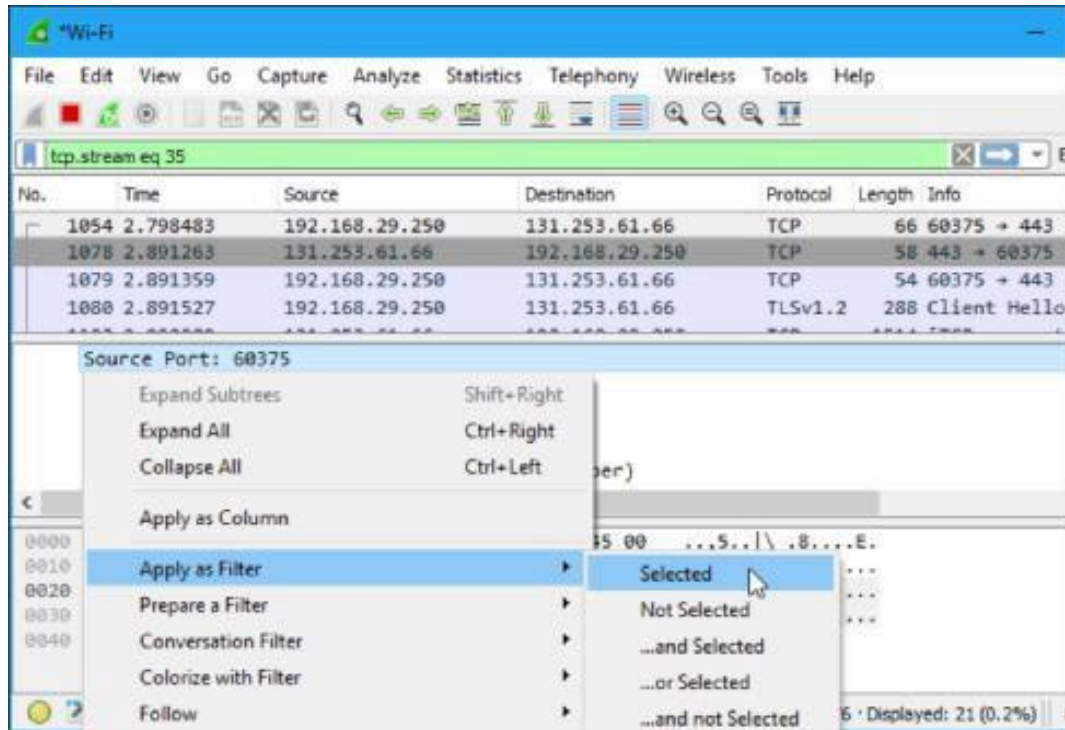 *Wi-Fi
File Edit View Go Capture Analyze Statistics Telephony Wireless Tools Help
tcp.stream eq 35
No. Time Source Destination Protocol Length Info
1054 2.798483 192.168.29.250 131.253.61.66 TCP 66 60375 → 443
1078 2.891263 131.253.61.66 192.168.29.250 TCP 58 443 → 60375
1079 2.891359 192.168.29.250 131.253.61.66 TCP 54 60375 → 443
1080 2.891527 192.168.29.250 131.253.61.66 TLSv1.2 288 Client Hello
Source Port: 60375
Expand Subtrees Shift+Right
Expand All Ctrl+Right
Collapse All Ctrl+Left
ber)
Apply as Column
0000 45 00 ...5..|\ .8....E.
Apply as Filter
Selected
0010
0020
Prepare a Filter
Not Selected
0030
0040
Conversation Filter
...and Selected
Colorize with Filter
...or Selected
Follow
...and not Selected
6 · Displayed: 21 (0.2%)